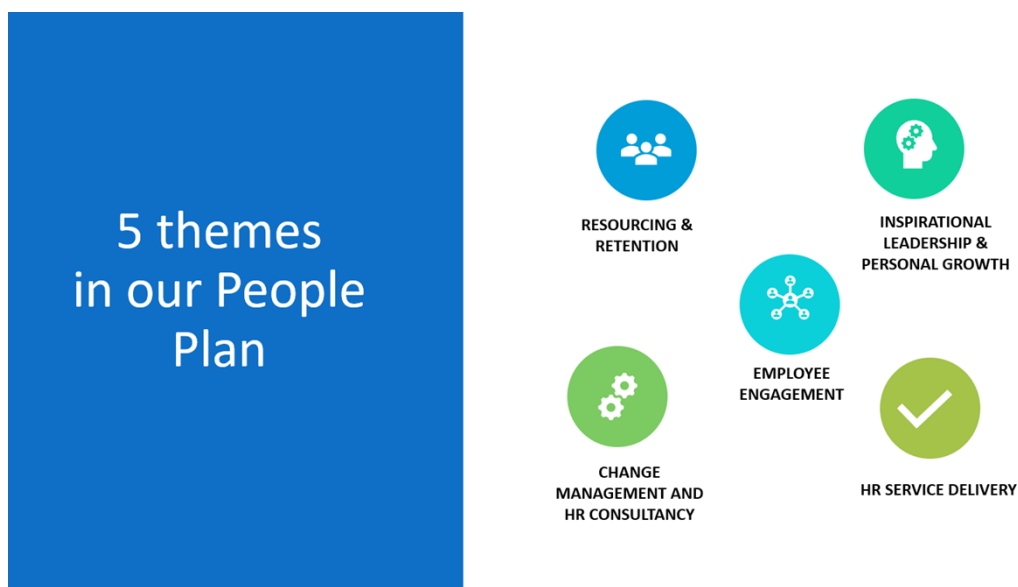 5 themes
in our People
Plan
RESOURCING &
RETENTION
INSPIRATIONAL
LEADERSHIP &
PERSONAL GROWTH
EMPLOYEE
ENGAGEMENT
CHANGE
MANAGEMENT AND
HR CONSULTANCY
HR SERVICE DELIVERY